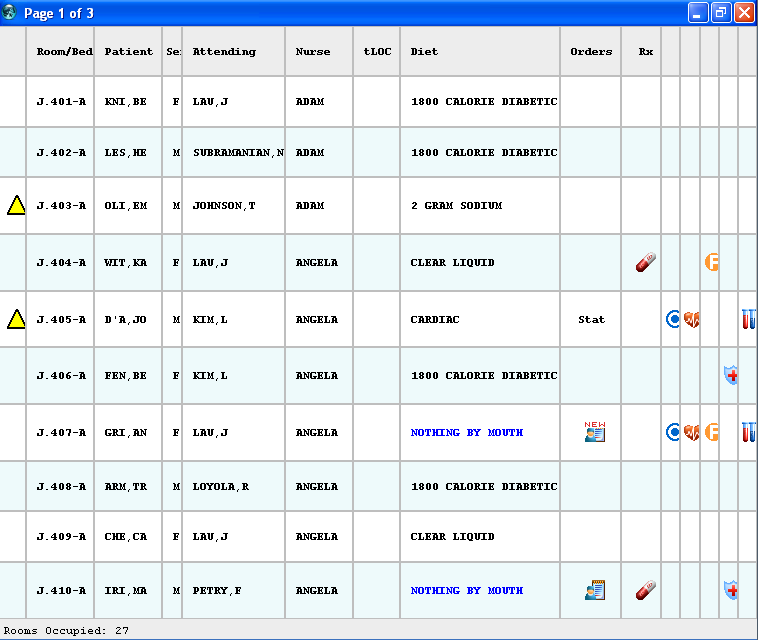 Page 1 of 3
Room/Bed Patient Se Attending Nurse tLOC Diet Orders Rx
J.401-A KNI,BE F LAU,J ADAM 1800 CALORIE DIABETIC
J.402-A LES,HE M SUBRAMANIAN,N ADAM 1800 CALORIE DIABETIC
J.403-A OLI,EM M JOHNSON,T ADAM 2 GRAM SODIUM
J.404-A WIT,KA F LAU,J ANGELA CLEAR LIQUID F
J.405-A D'A,JO M KIM,L ANGELA CARDIAC Stat
J.406-A FEN,BE F KIM,L ANGELA 1800 CALORIE DIABETIC
J.407-A GRI,AN F LAU,J ANGELA NOTHING BY MOUTH NEW F
J.408-A ARM,TR M LOYOLA,R ANGELA 1800 CALORIE DIABETIC
J.409-A CHE,CA F LAU,J ANGELA CLEAR LIQUID
J.410-A IRI,MA M PETRY,F ANGELA NOTHING BY MOUTH
Rooms Occupied: 27